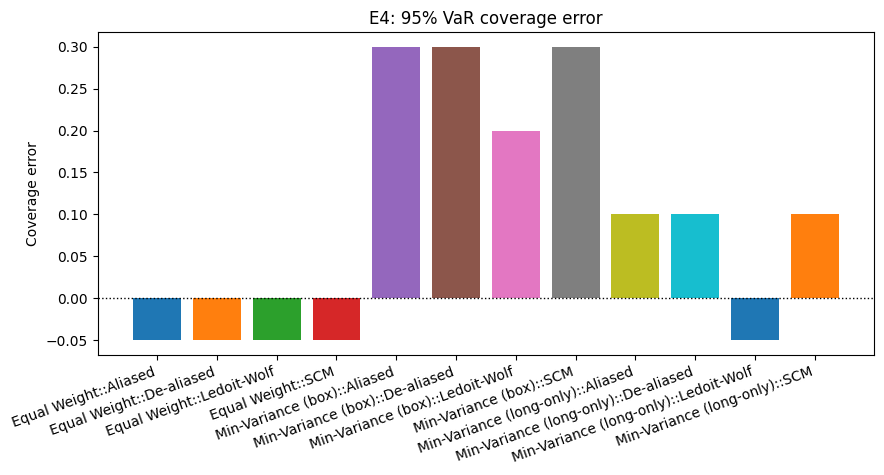 E4: 95% VaR coverage error
Coverage error
0.30
0.25
0.20
0.15
0.10
0.05
0.00
−0.05
Equal Weight::Aliased
Equal Weight::De-aliased
Equal Weight::Ledoit-Wolf
Equal Weight::SCM
Min-Variance (box)::Aliased
Min-Variance (box)::De-aliased
Min-Variance (box)::Ledoit-Wolf
Min-Variance (box)::SCM
Min-Variance (long-only)::Aliased
Min-Variance (long-only)::De-aliased
Min-Variance (long-only)::Ledoit-Wolf
Min-Variance (long-only)::SCM